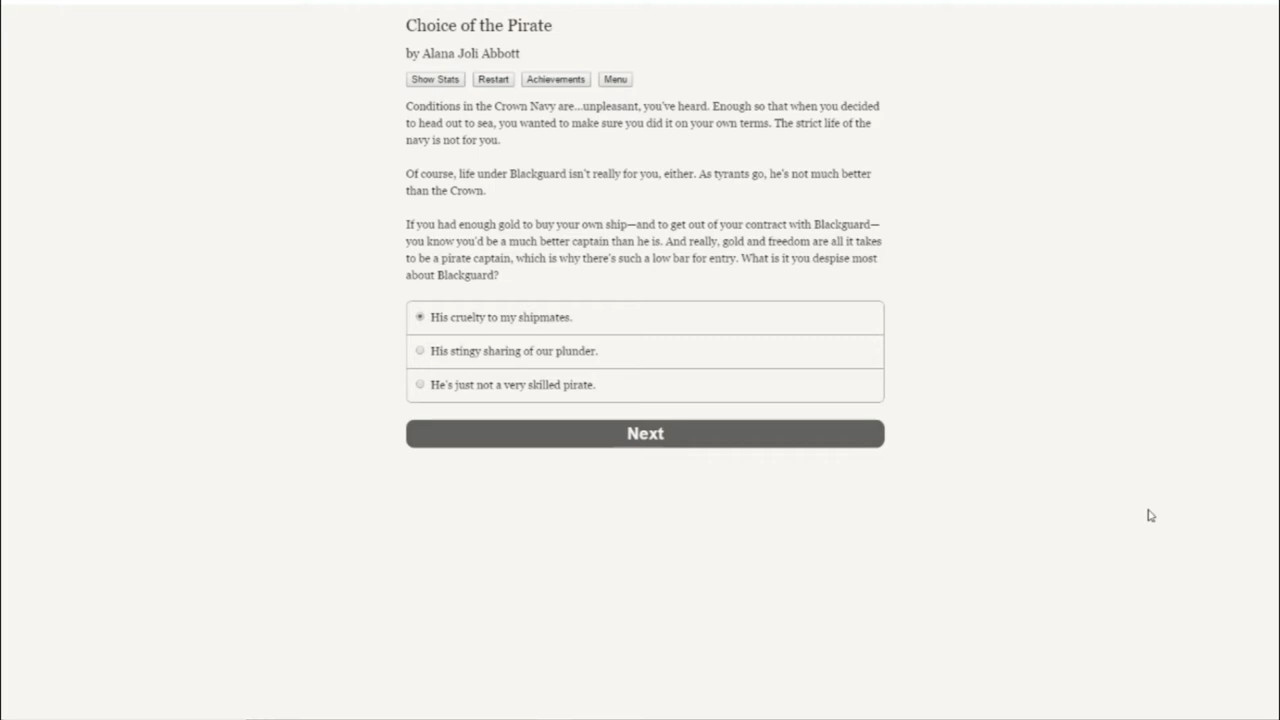 Choice of the Pirate
by Alana Joli Abbott
Show Stats Restart Achievements Menu
Conditions in the Crown Navy are...unpleasant, you've heard. Enough so that when you decided
to head out to sea, you wanted to make sure you did it on your own terms. The strict life of the
navy is not for you.
Of course, life under Blackguard isn't really for you, either. As tyrants go, he's not much better
than the Crown.
If you had enough gold to buy your own ship—and to get out of your contract with Blackguard—
you know you'd be a much better captain than he is. And really, gold and freedom are all it takes
to be a pirate captain, which is why there's such a low bar for entry. What is it you despise most
about Blackguard?
His cruelty to my shipmates.
His stingy sharing of our plunder.
He's just not a very skilled pirate.
Next